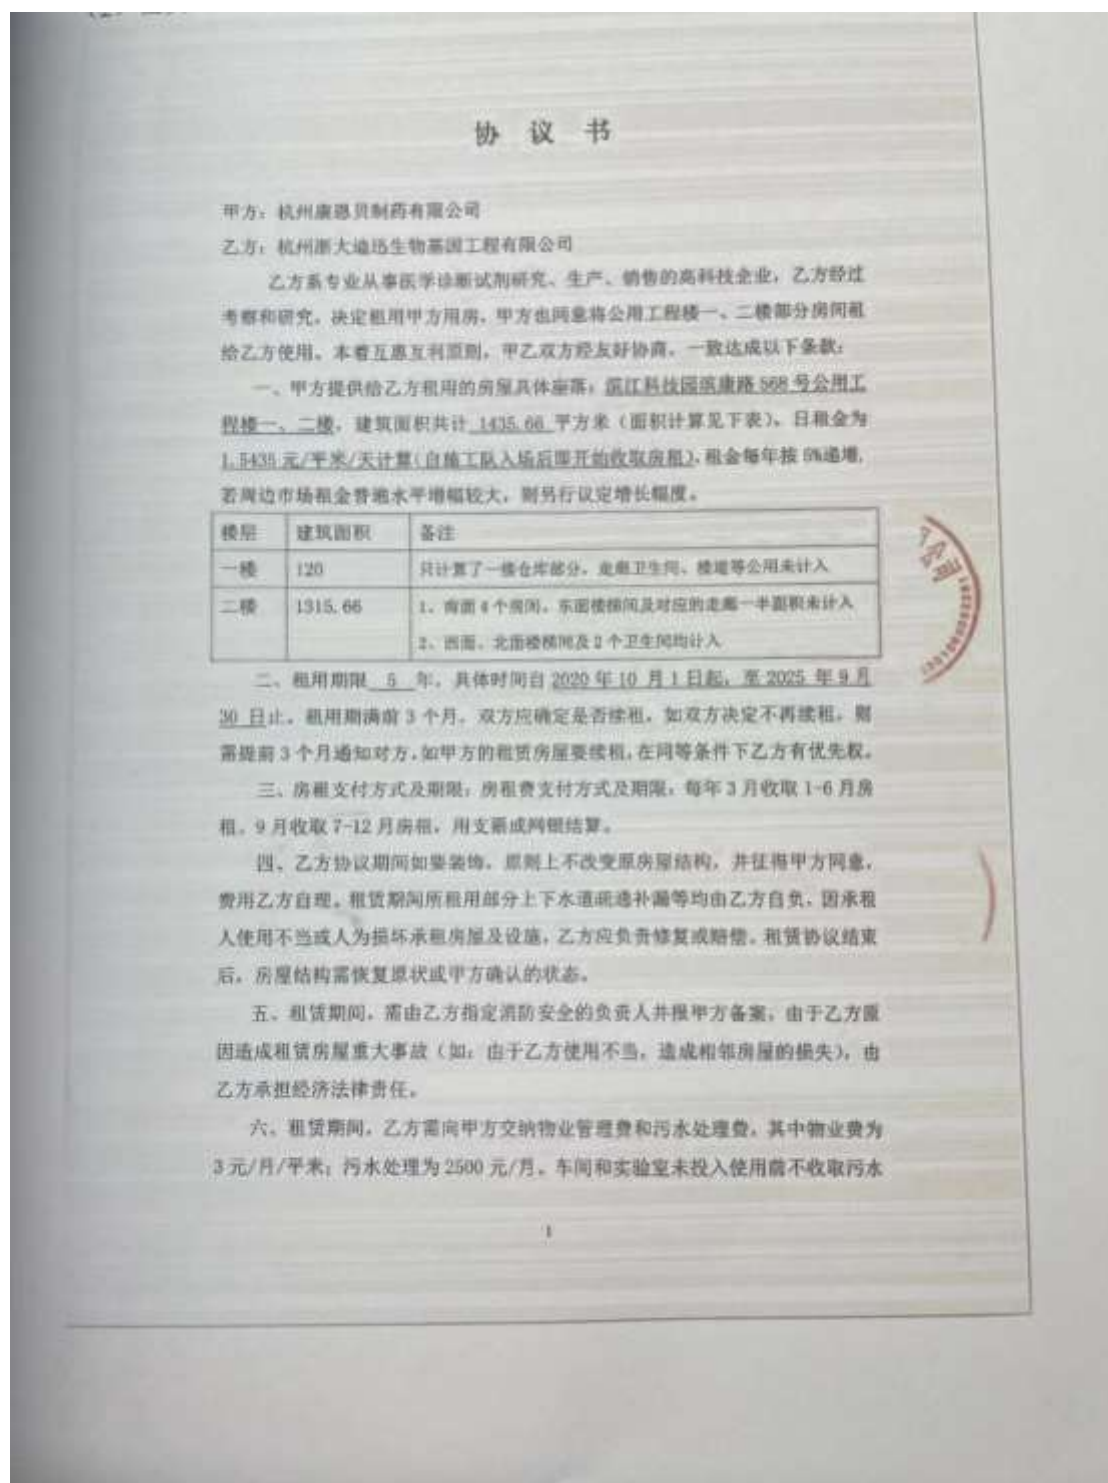 协 议 书
甲方：杭州康恩贝制药有限公司
乙方：杭州浙大迪迅生物基因工程有限公司
乙方系专业从事医学诊断试剂研究、生产、销售的高科技企业，乙方经过
考察和研究，决定租用甲方用房，甲方也同意将公用工程楼一、二楼部分房间租
给乙方使用。本着互惠互利原则，甲乙双方经友好协商，一致达成以下条款：
一、甲方提供给乙方租用的房屋具体座落：滨江科技园滨康路568号公用工
程楼一、二楼，建筑面积共计 1435.66 平方米（面积计算见下表），日租金为
1.5435元/平米/天计算（自施工队入场后即开始收取房租），租金每年按5%递增，
若周边市场租金普遍水平增幅较大，则另行议定增长幅度。
楼层 建筑面积 备注
一楼 120 只计算了一楼仓库部分，走廊卫生间、楼道等公用未计入
二楼 1315.66 1、南面4个房间，东面楼梯间及对应的走廊一半面积未计入
2、西面、北面楼梯间及2个卫生间均计入
二、租用期限 5 年，具体时间自 2020年10月1日起，至2025年9月
30日止，租用期满前3个月，双方应确定是否续租，如双方决定不再续租，则
需提前3个月通知对方，如甲方的租赁房屋要续租，在同等条件下乙方有优先权。
三、房租支付方式及期限：房租费支付方式及期限：每年3月收取1-6月房
租，9月收取7-12月房租，用支票或网银结算。
四、乙方协议期间如要装饰，原则上不改变原房屋结构，并征得甲方同意，
费用乙方自理。租赁期间所租用部分上下水道疏通补漏等均由乙方自负，因承租
人使用不当或人为损坏承租房屋及设施，乙方应负责修复或赔偿。租赁协议结束
后，房屋结构需恢复原状或甲方确认的状态。
五、租赁期间，需由乙方指定消防安全的负责人并报甲方备案，由于乙方原
因造成租赁房屋重大事故（如：由于乙方使用不当，造成相邻房屋的损失），由
乙方承担经济法律责任。
六、租赁期间，乙方需向甲方交纳物业管理费和污水处理费，其中物业费为
3元/月/平米；污水处理为2500元/月。车间和实验室未投入使用前不收取污水
1